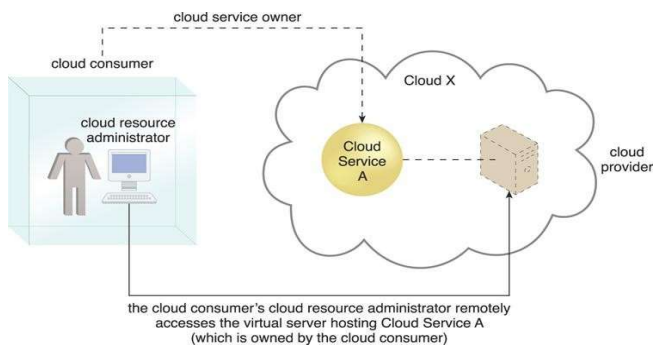 cloud service owner
cloud consumer
cloud resource
administrator
Cloud X
Cloud
Service
A
cloud
provider
the cloud consumer's cloud resource administrator remotely
accesses the virtual server hosting Cloud Service A
(which is owned by the cloud consumer)